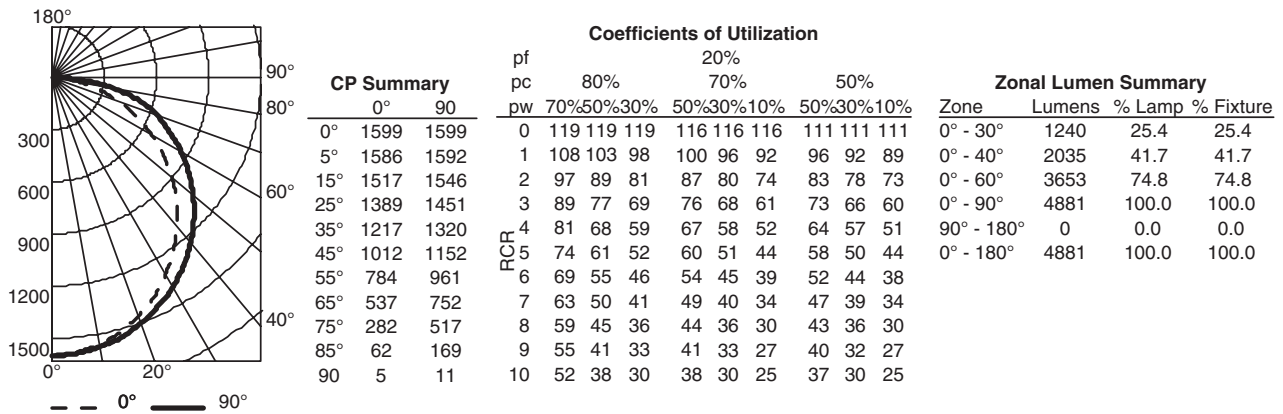 180°
90°
80°
60°
40°
300
600
900
1200
1500
0° 20°
0° 90°
CP Summary
0° 90
0° 1599 1599
5° 1586 1592
15° 1517 1546
25° 1389 1451
35° 1217 1320
45° 1012 1152
55° 784 961
65° 537 752
75° 282 517
85° 62 169
90 5 11
Coefficients of Utilization
pf 20%
pc 80% 70% 50%
pw 70%50%30% 50%30%10% 50%30%10%
RCR
0 119 119 119 116 116 116 111 111 111
1 108 103 98 100 96 92 96 92 89
2 97 89 81 87 80 74 83 78 73
3 89 77 69 76 68 61 73 66 60
4 81 68 59 67 58 52 64 57 51
5 74 61 52 60 51 44 58 50 44
6 69 55 46 54 45 39 52 44 38
7 63 50 41 49 40 34 47 39 34
8 59 45 36 44 36 30 43 36 30
9 55 41 33 41 33 27 40 32 27
10 52 38 30 38 30 25 37 30 25
Zonal Lumen Summary
Zone Lumens % Lamp % Fixture
0° - 30° 1240 25.4 25.4
0° - 40° 2035 41.7 41.7
0° - 60° 3653 74.8 74.8
0° - 90° 4881 100.0 100.0
90° - 180° 0 0.0 0.0
0° - 180° 4881 100.0 100.0